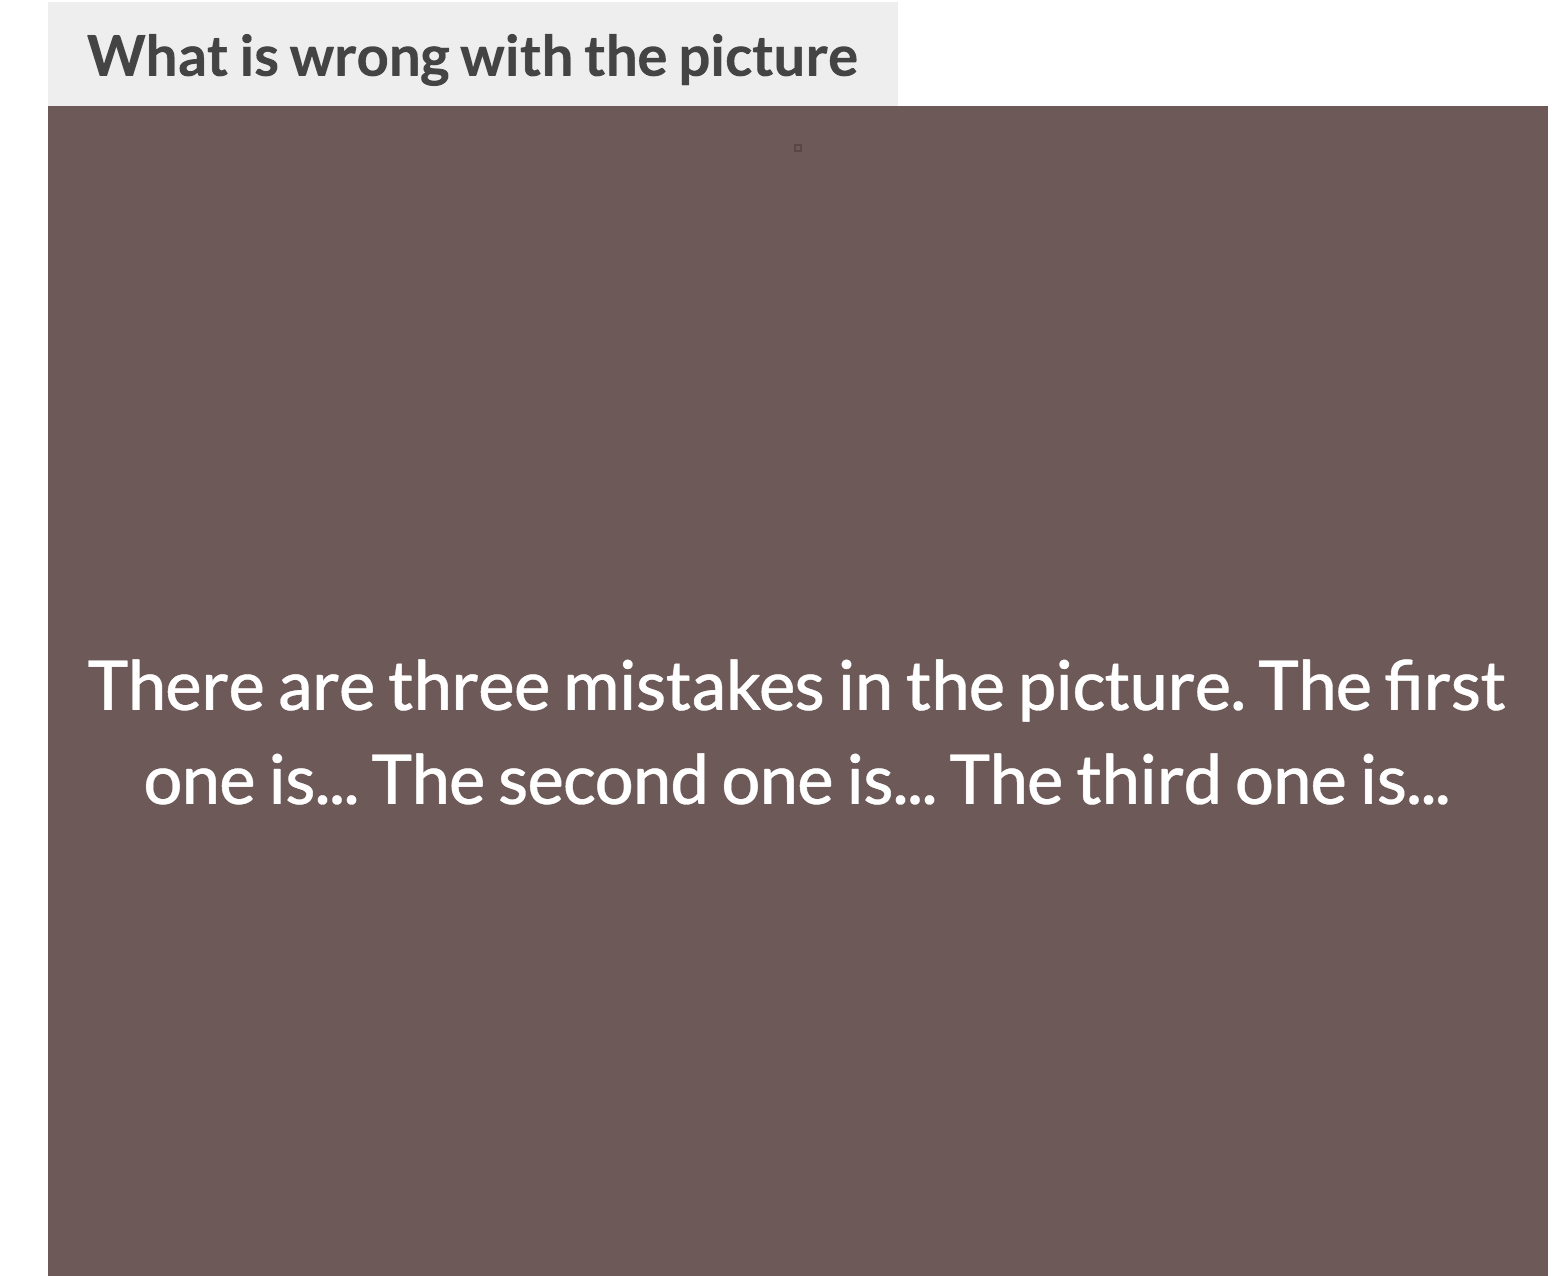 What is wrong with the picture
There are three mistakes in the picture. The first
one is... The second one is... The third one is...